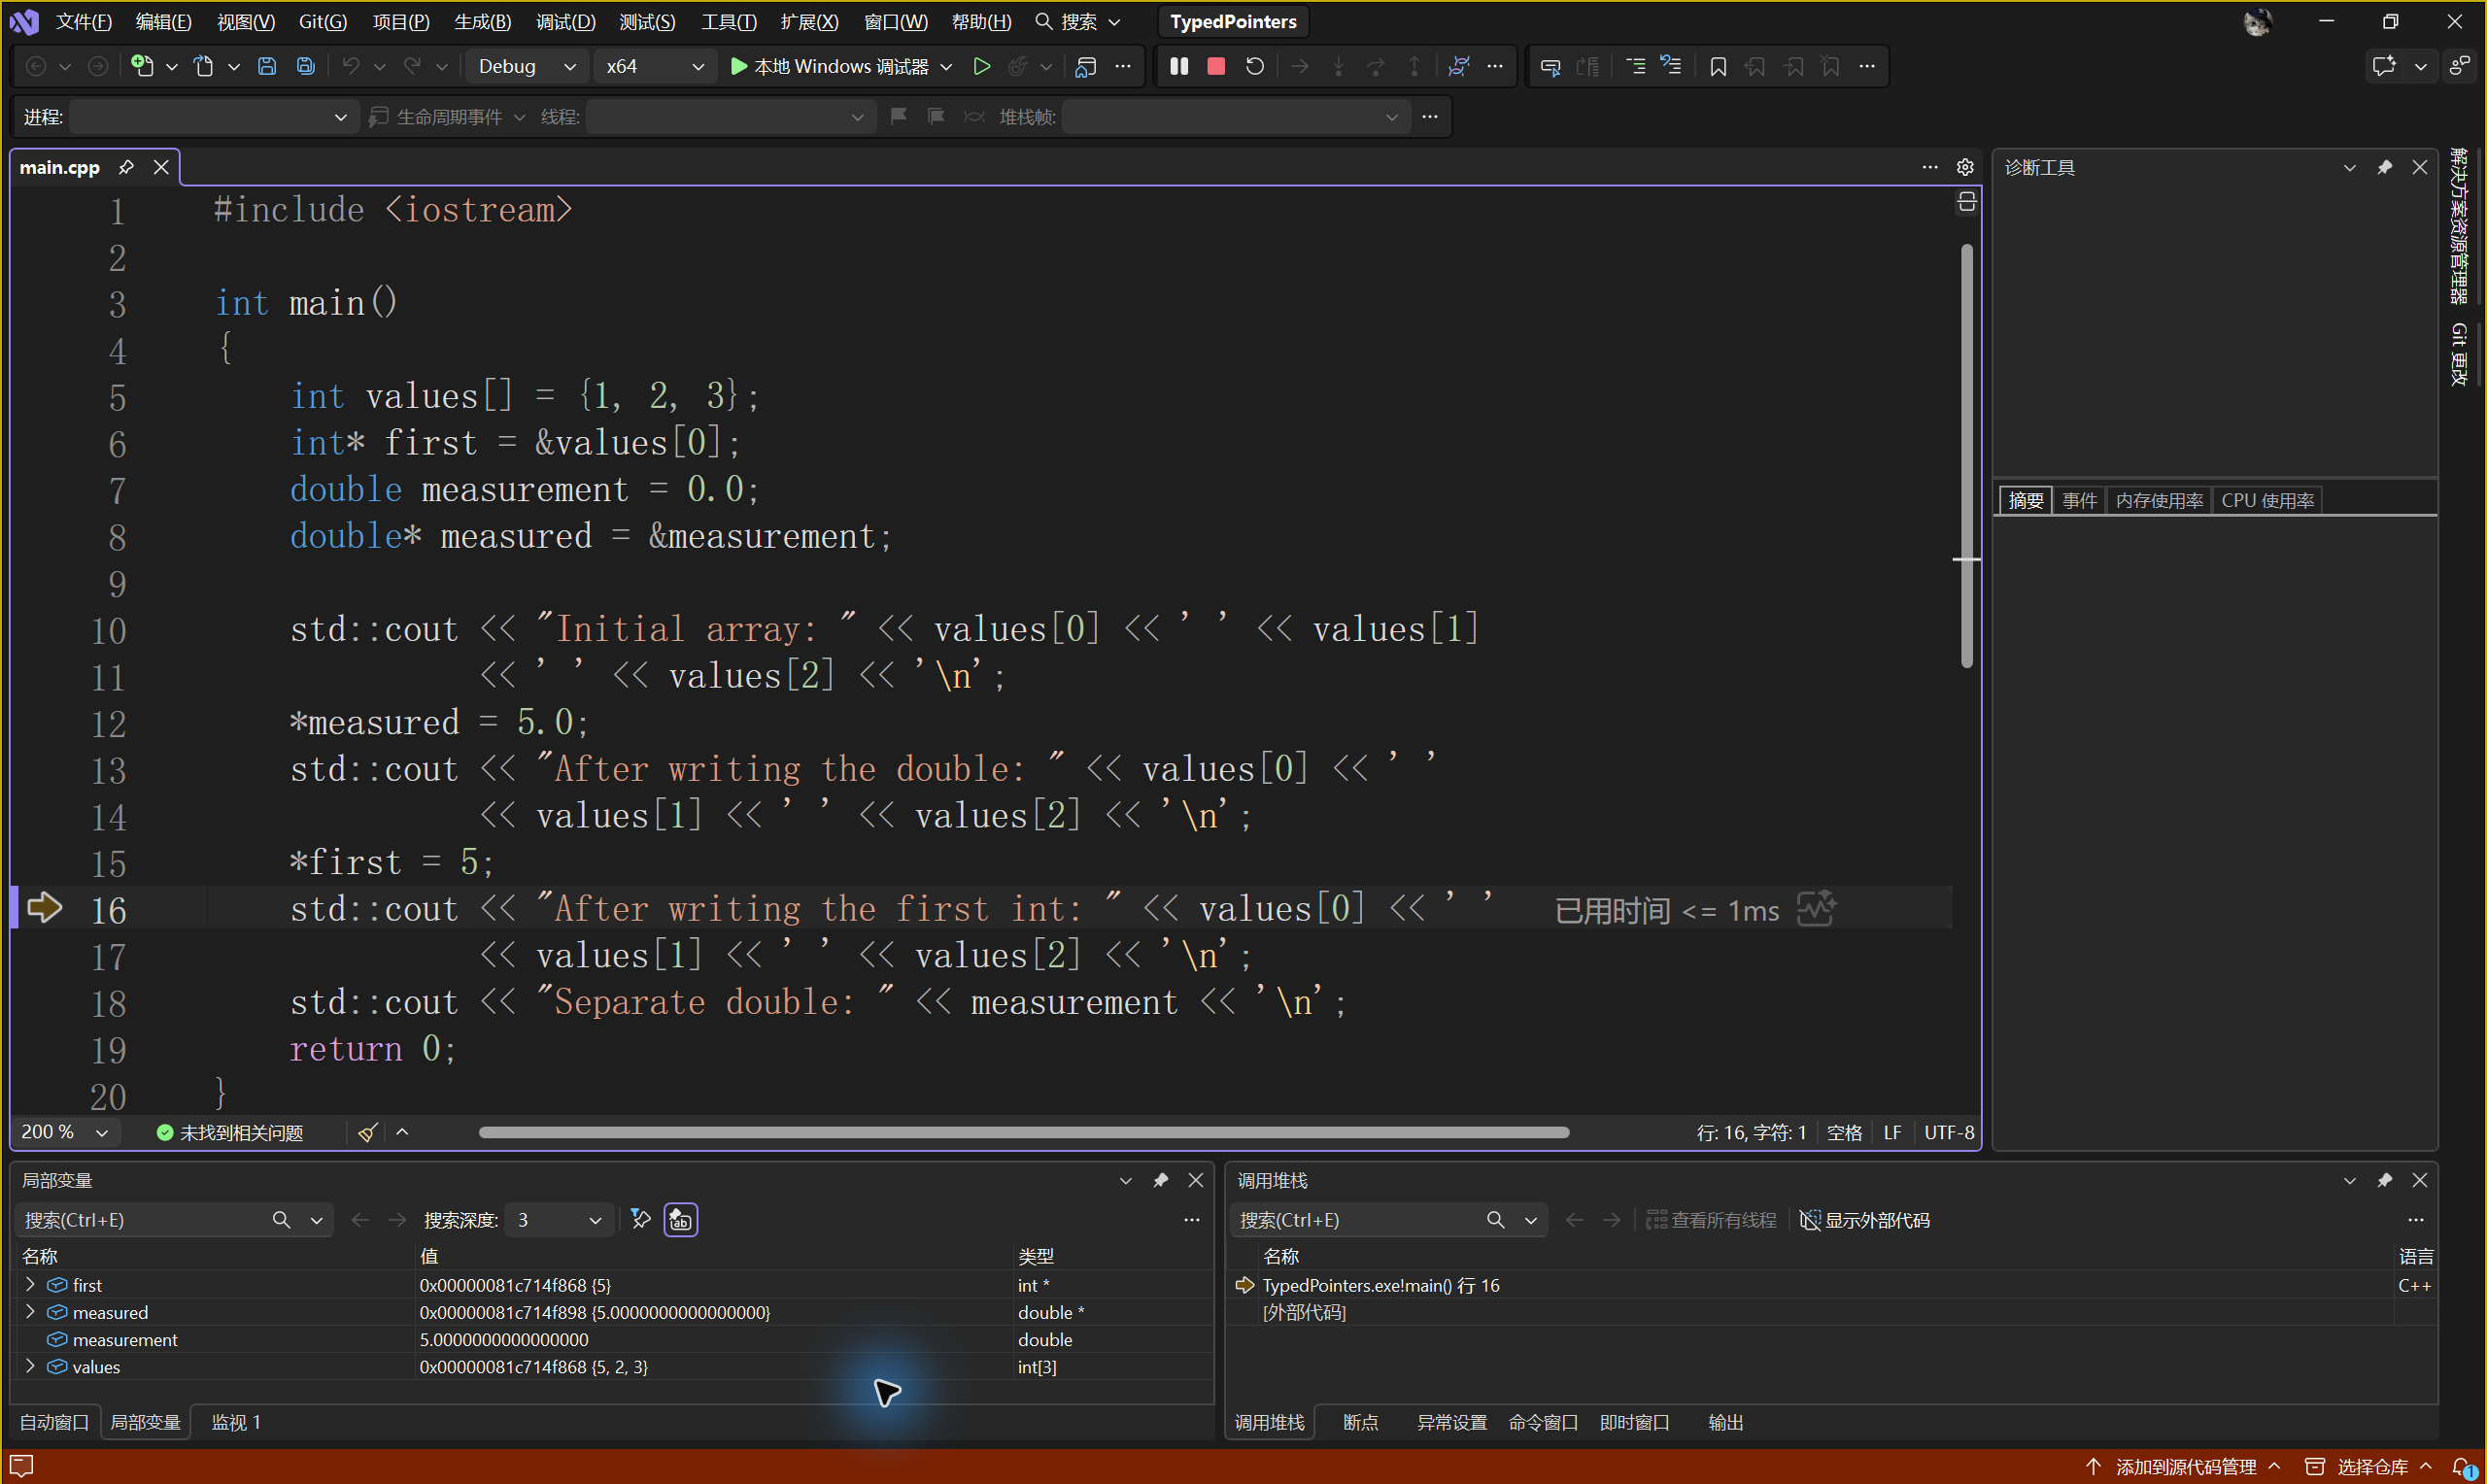 文件(F) 编辑(E) 视图(V) Git(G) 项目(P) 生成(B) 调试(D) 测试(S) 工具(T) 扩展(X) 窗口(W) 帮助(H) 搜索 TypedPointers
Debug x64 本地 Windows 调试器
进程: 生命周期事件 线程: 堆栈帧:
main.cpp
1 #include <iostream>
2
3 int main()
4 {
5 int values[] = {1, 2, 3};
6 int* first = &values[0];
7 double measurement = 0.0;
8 double* measured = &measurement;
9
10 std::cout << "Initial array: " << values[0] << ' ' << values[1]
11 << ' ' << values[2] << '\n';
12 *measured = 5.0;
13 std::cout << "After writing the double: " << values[0] << ' '
14 << values[1] << ' ' << values[2] << '\n';
15 *first = 5;
16 std::cout << "After writing the first int: " << values[0] << ' ' 已用时间 <= 1ms
17 << values[1] << ' ' << values[2] << '\n';
18 std::cout << "Separate double: " << measurement << '\n';
19 return 0;
20 }
200 % 未找到相关问题 行: 16, 字符: 1 空格 LF UTF-8
诊断工具
摘要 事件 内存使用率 CPU 使用率
解决方案资源管理器
Git 更改
局部变量
搜索(Ctrl+E) 搜索深度: 3
名称 值 类型
first 0x00000081c714f868 {5} int *
measured 0x00000081c714f898 {5.0000000000000000} double *
measurement 5.0000000000000000 double
values 0x00000081c714f868 {5, 2, 3} int[3]
自动窗口 局部变量 监视 1
调用堆栈
搜索(Ctrl+E) 查看所有线程 显示外部代码
名称 语言
TypedPointers.exe!main() 行 16 C++
[外部代码]
调用堆栈 断点 异常设置 命令窗口 即时窗口 输出
添加到源代码管理 选择仓库 1